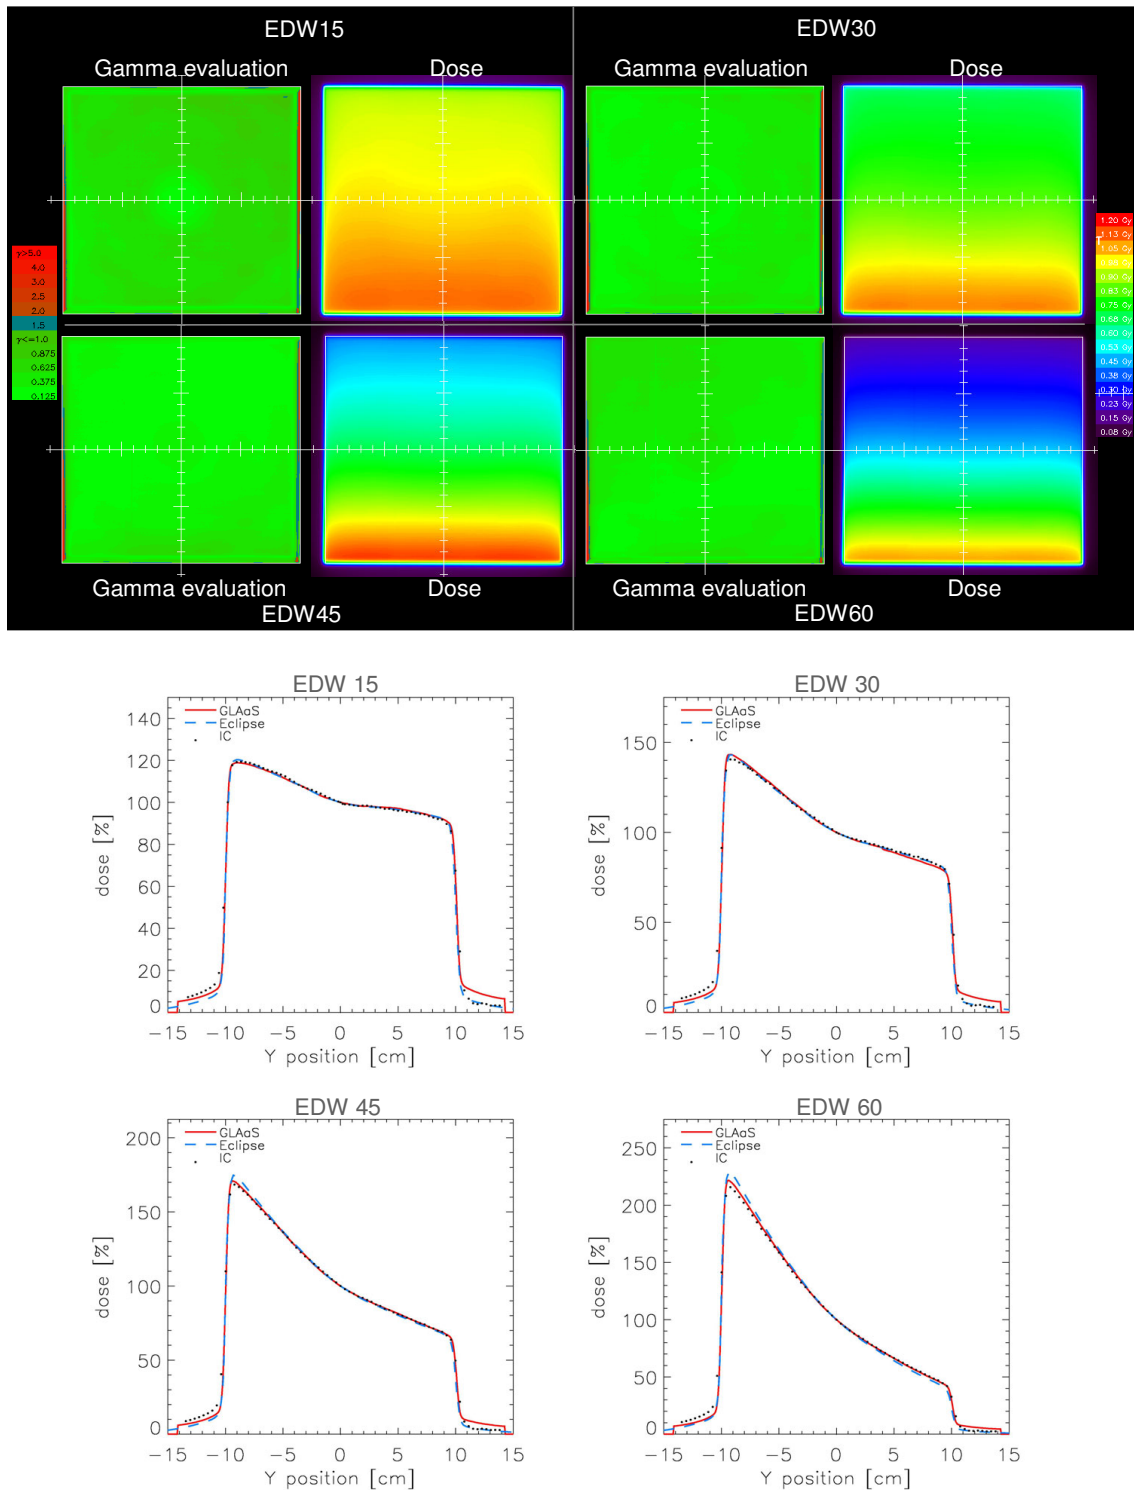 EDW15
EDW30
Gamma evaluation
Dose
Gamma evaluation
Dose
γ>5.0
4.0
3.0
2.5
2.0
1.5
γ<=1.0
0.875
0.625
0.375
0.125
1.20 Gy
1.13 Gy
1.05 Gy
0.98 Gy
0.90 Gy
0.83 Gy
0.75 Gy
0.68 Gy
0.60 Gy
0.53 Gy
0.45 Gy
0.38 Gy
0.30 Gy
0.23 Gy
0.15 Gy
0.08 Gy
Gamma evaluation
Dose
Gamma evaluation
Dose
EDW45
EDW60
EDW 15
GLAaS
Eclipse
IC
140
120
100
80
60
40
20
0
dose [%]
−15 −10 −5 0 5 10 15
Y position [cm]
EDW 30
GLAaS
Eclipse
IC
150
100
50
0
dose [%]
−15 −10 −5 0 5 10 15
Y position [cm]
EDW 45
GLAaS
Eclipse
IC
200
150
100
50
0
dose [%]
−15 −10 −5 0 5 10 15
Y position [cm]
EDW 60
GLAaS
Eclipse
IC
250
200
150
100
50
0
dose [%]
−15 −10 −5 0 5 10 15
Y position [cm]